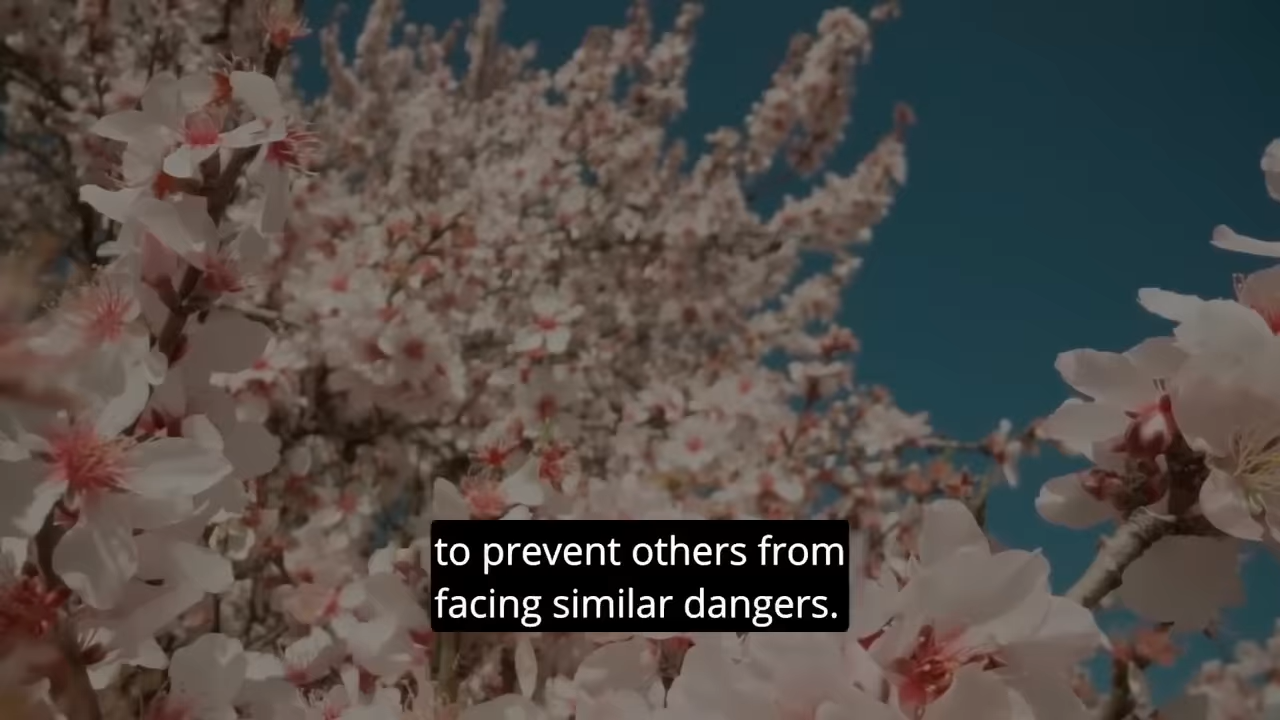 to prevent others from
facing similar dangers.